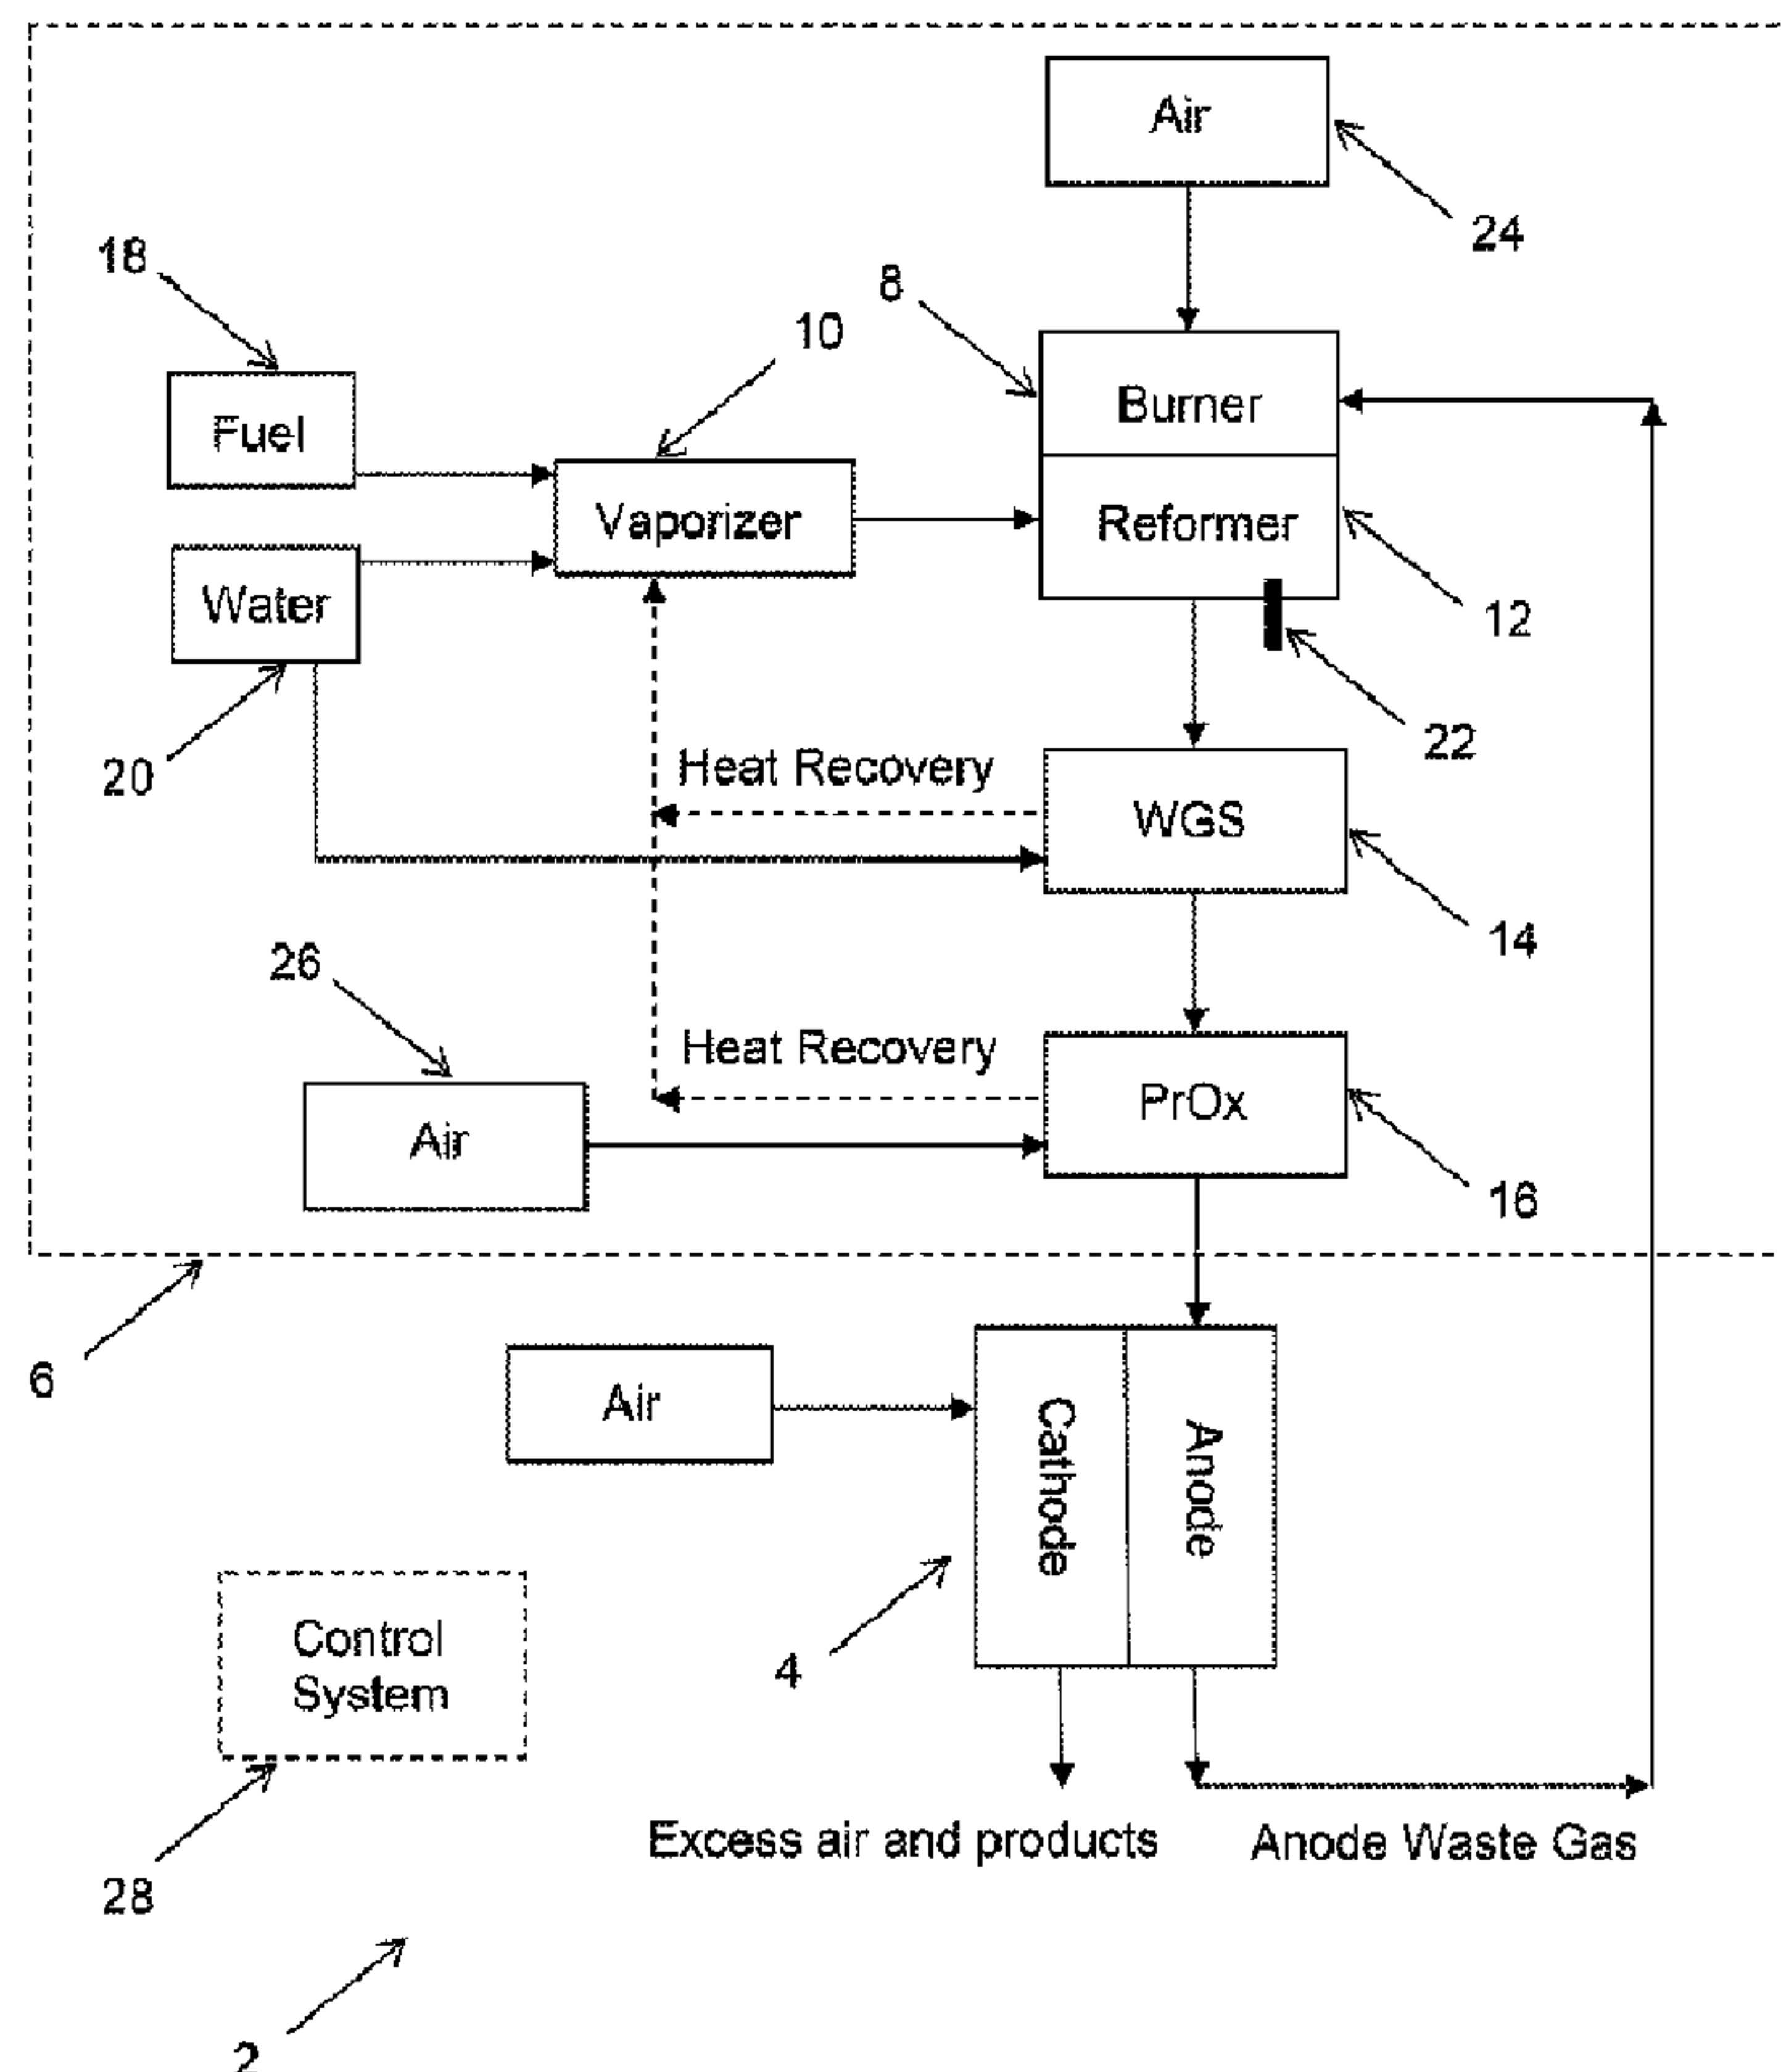 Air
24
18
8
10
Fuel
Burner
Vaporizer
Reformer
Water
12
22
20
Heat Recovery
WGS
14
26
Heat Recovery
PrOx
Air
16
6
Air
Cathode
Anode
Control
System
4
Excess air and products
Anode Waste Gas
28
2